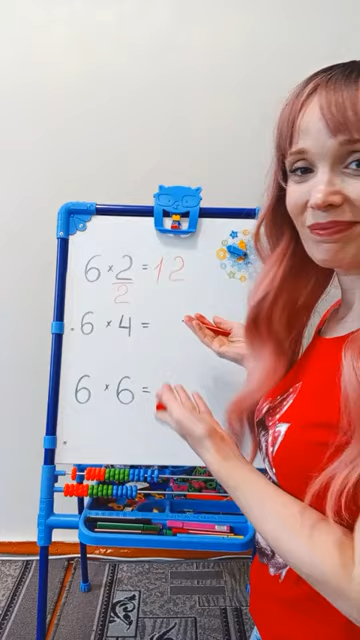 6 × 2 = 12
2
6 × 4 =
6 × 6 =